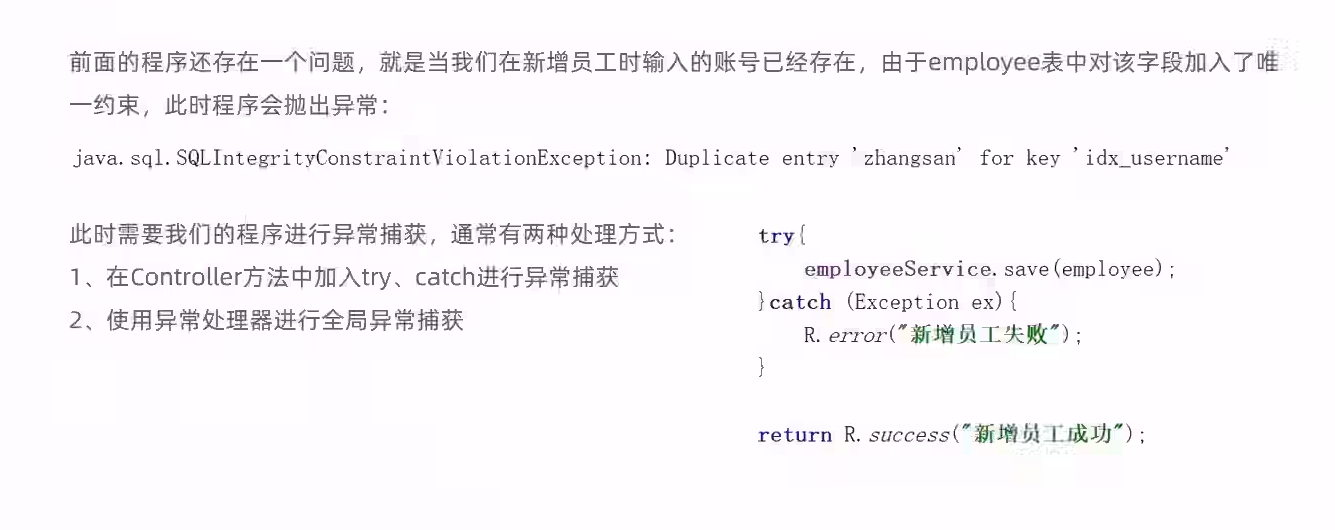 前面的程序还存在一个问题，就是当我们在新增员工时输入的账号已经存在，由于employee表中对该字段加入了唯
一约束，此时程序会抛出异常：
java.sql.SQLIntegrityConstraintViolationException: Duplicate entry 'zhangsan' for key 'idx_username'
此时需要我们的程序进行异常捕获，通常有两种处理方式：
1、在Controller方法中加入try、catch进行异常捕获
2、使用异常处理器进行全局异常捕获
try{
employeeService.save(employee);
}catch (Exception ex){
R.error("新增员工失败");
}
return R.success("新增员工成功");